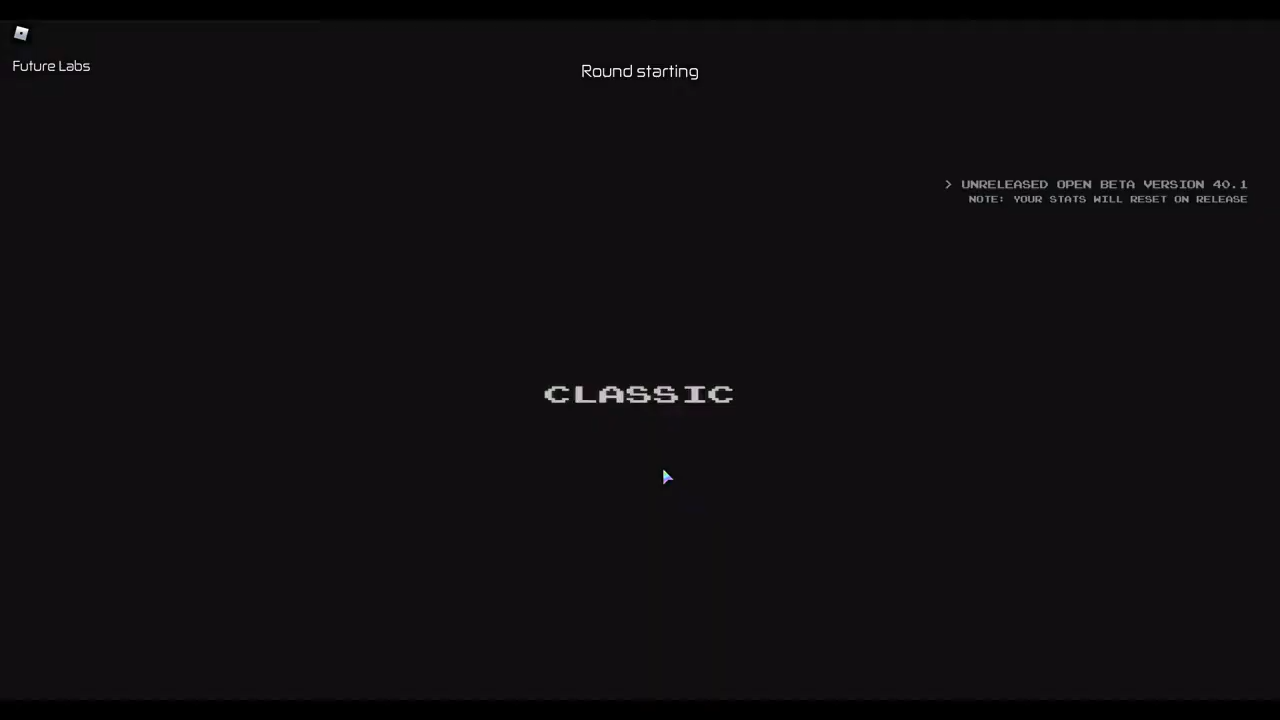 Future Labs
Round starting
> UNRELEASED OPEN BETA VERSION 40.1
NOTE: YOUR STATS WILL RESET ON RELEASE
CLASSIC